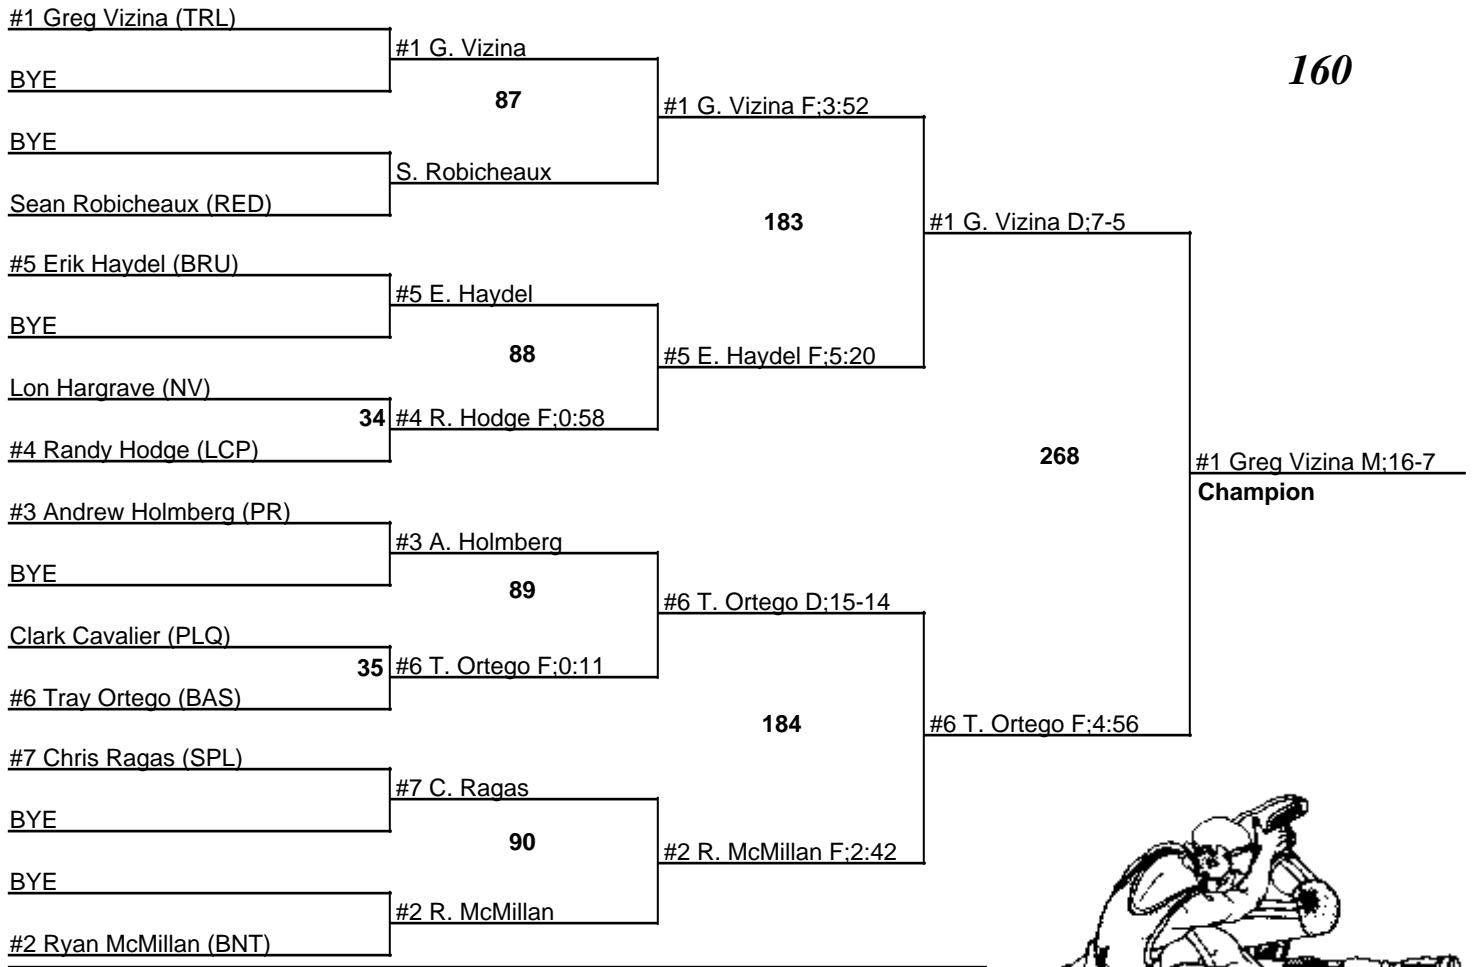 #1 Greg Vizina (TRL)
BYE
BYE
Sean Robicheaux (RED)
#5 Erik Haydel (BRU)
BYE
Lon Hargrave (NV)
#4 Randy Hodge (LCP)
#3 Andrew Holmberg (PR)
BYE
Clark Cavalier (PLQ)
#6 Tray Ortego (BAS)
#7 Chris Ragas (SPL)
BYE
BYE
#2 Ryan McMillan (BNT)
34
35
#1 G. Vizina
S. Robicheaux
#5 E. Haydel
#4 R. Hodge F;0:58
#3 A. Holmberg
#6 T. Ortego F;0:11
#7 C. Ragas
#2 R. McMillan
87
88
89
90
#1 G. Vizina F;3:52
#5 E. Haydel F;5:20
#6 T. Ortego D;15-14
#2 R. McMillan F;2:42
183
184
#1 G. Vizina D;7-5
#6 T. Ortego F;4:56
268
#1 Greg Vizina M;16-7
Champion
160